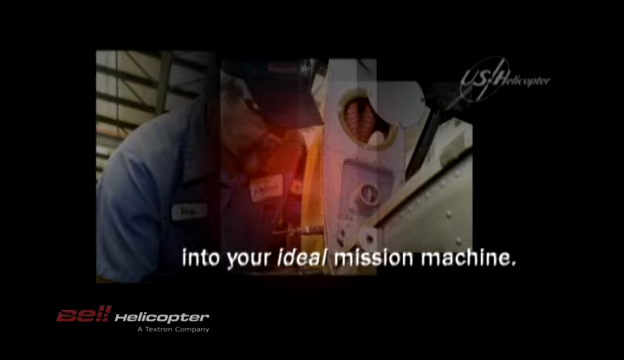 US Helicopter
into your ideal mission machine.
Bell Helicopter
A Textron Company